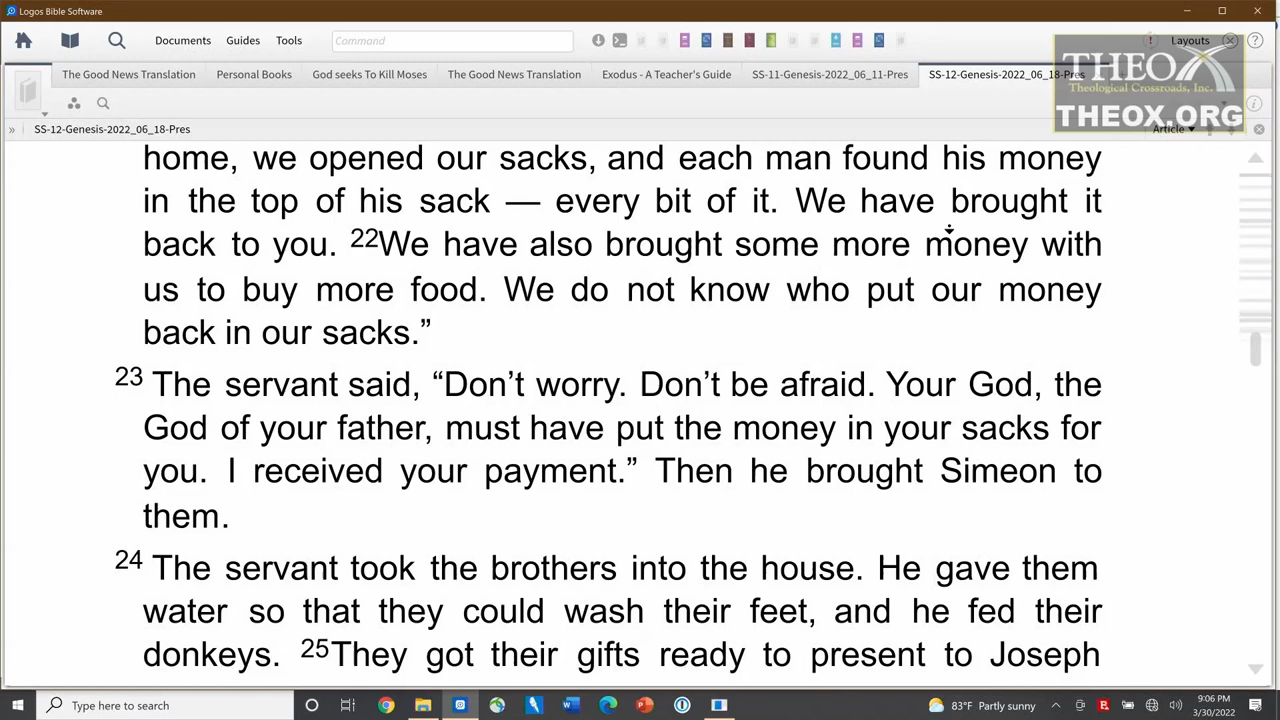 Logos Bible Software
Documents Guides Tools Command Layouts
The Good News Translation Personal Books God seeks To Kill Moses The Good News Translation Exodus - A Teacher's Guide SS-11-Genesis-2022_06_11-Pres SS-12-Genesis-2022_06_18-Pres
THEOX
Theological Crossroads, Inc.
THEOX.ORG
SS-12-Genesis-2022_06_18-Pres Article
home, we opened our sacks, and each man found his money
in the top of his sack — every bit of it. We have brought it
back to you. 22We have also brought some more money with
us to buy more food. We do not know who put our money
back in our sacks.”
23 The servant said, “Don’t worry. Don’t be afraid. Your God, the
God of your father, must have put the money in your sacks for
you. I received your payment.” Then he brought Simeon to
them.
24 The servant took the brothers into the house. He gave them
water so that they could wash their feet, and he fed their
donkeys. 25They got their gifts ready to present to Joseph
Type here to search 83°F Partly sunny 9:06 PM
3/30/2022